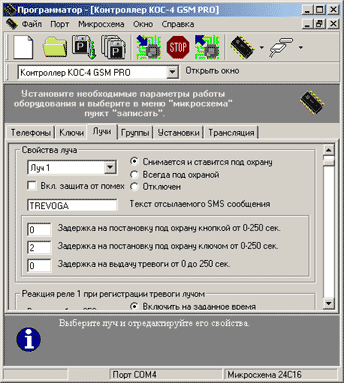 Программатор - [Контроллер КОС-4 GSM PRO]
Файл Порт Микросхема Окно Справка
STOP
Контроллер КОС-4 GSM PRO Открыть окно
Установите необходимые параметры работы
оборудования и выберите в меню "микросхема"
пункт "записать".
Телефоны Ключи Лучи Группы Установки Трансляция
Свойства луча
Луч 1 Снимается и ставится под охрану
Всегда под охраной
Вкл. защита от помех Отключен
TREVOGA Текст отсылаемого SMS сообщения
0 Задержка на постановку под охрану кнопкой от 0-250 сек.
2 Задержка на постановку под охрану ключом от 0-250 сек.
0 Задержка на выдачу тревоги от 0 до 250 сек.
Реакция реле 1 при регистрации тревоги лучом
Включить на заданное время
Выберите луч и отредактируйте его свойства.
Порт COM4 Микросхема 24C16